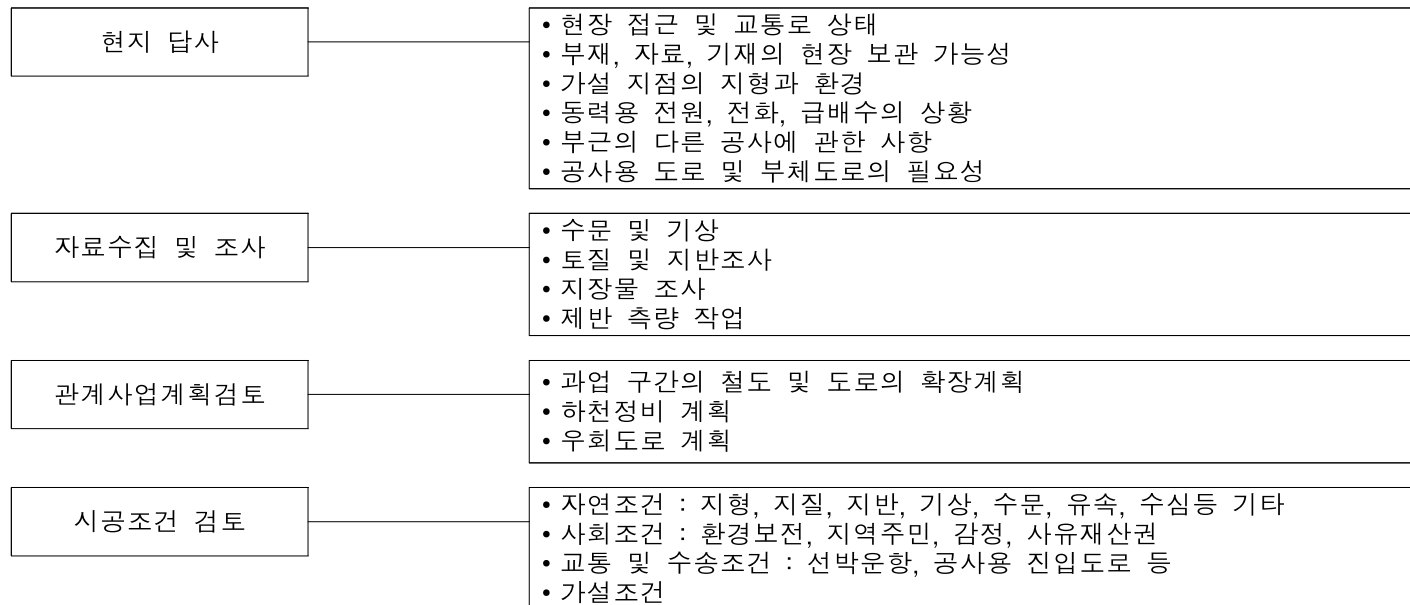 현지 답사
• 현장 접근 및 교통로 상태
• 부재, 자료, 기재의 현장 보관 가능성
• 가설 지점의 지형과 환경
• 동력용 전원, 전화, 급배수의 상황
• 부근의 다른 공사에 관한 사항
• 공사용 도로 및 부체도로의 필요성
자료수집 및 조사
• 수문 및 기상
• 토질 및 지반조사
• 지장물 조사
• 제반 측량 작업
관계사업계획검토
• 과업 구간의 철도 및 도로의 확장계획
• 하천정비 계획
• 우회도로 계획
시공조건 검토
• 자연조건 : 지형, 지질, 지반, 기상, 수문, 유속, 수심등 기타
• 사회조건 : 환경보전, 지역주민, 감정, 사유재산권
• 교통 및 수송조건 : 선박운항, 공사용 진입도로 등
• 가설조건